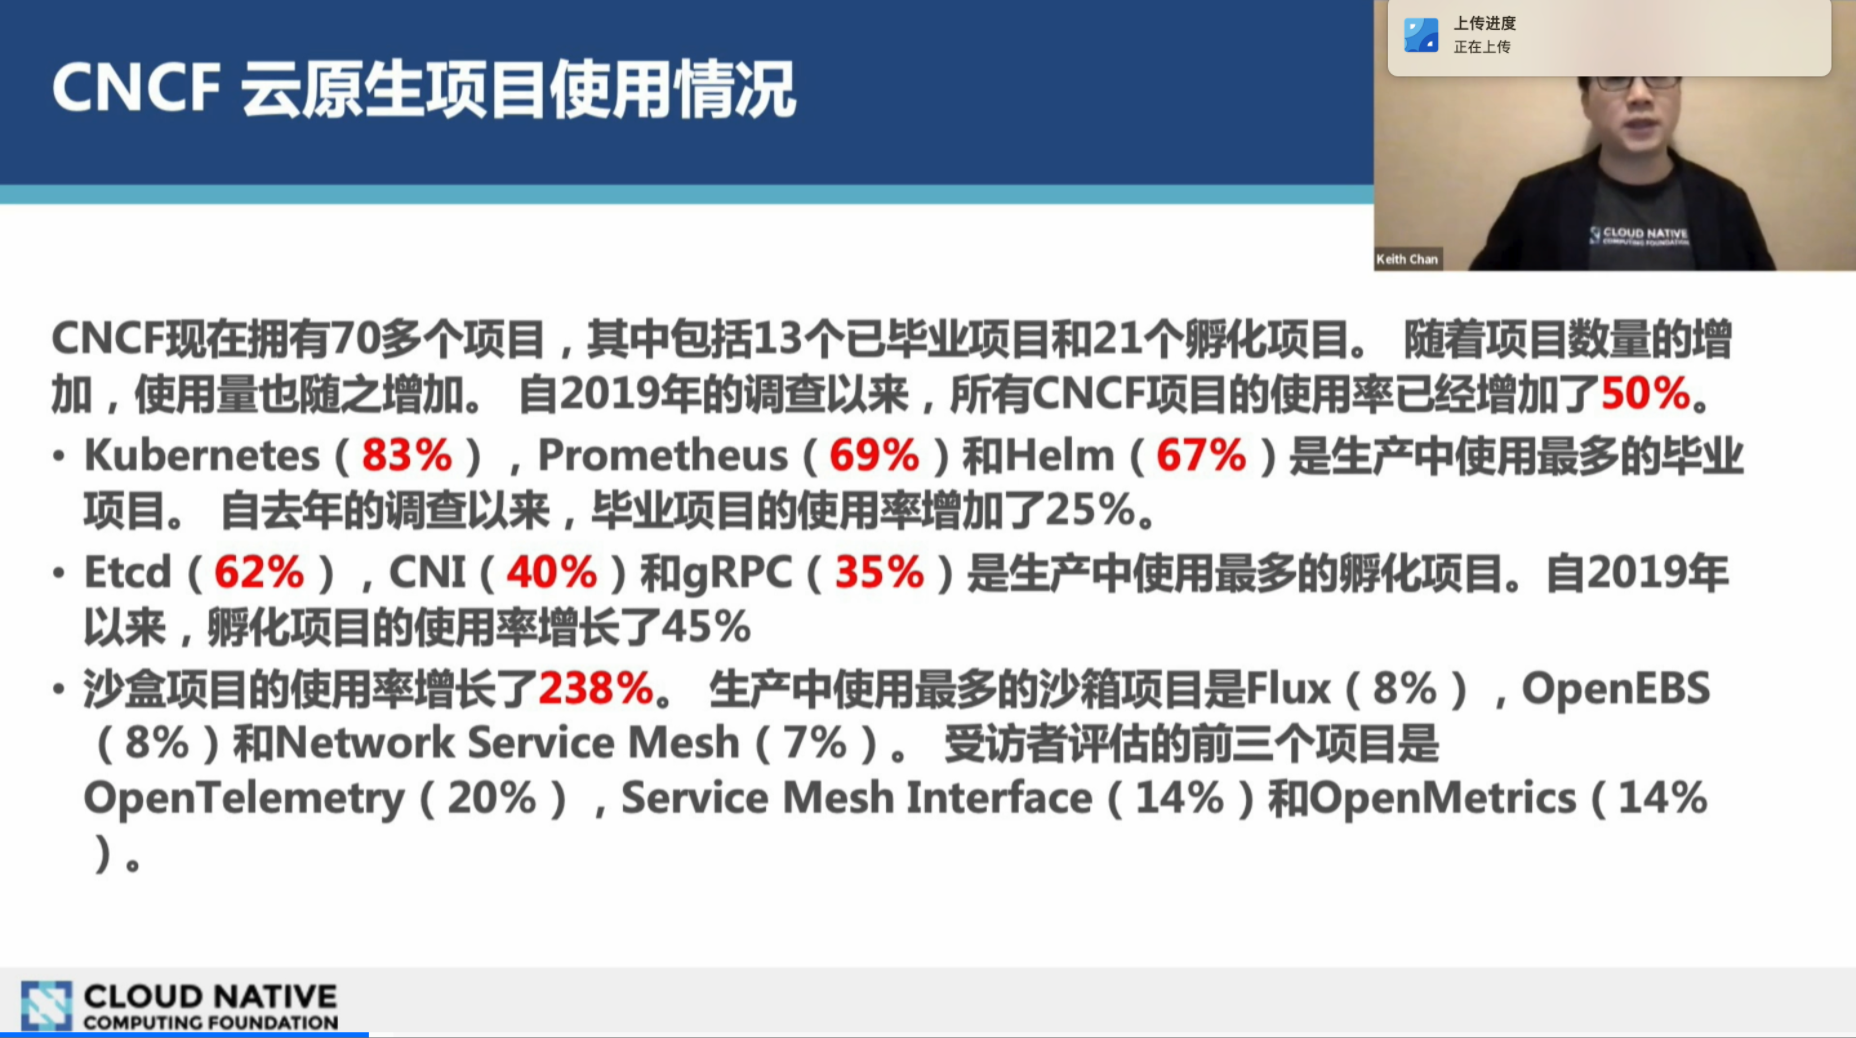 CNCF 云原生项目使用情况
上传进度
正在上传
CLOUD NATIVE
COMPUTING FOUNDATION
Keith Chan
CNCF现在拥有70多个项目，其中包括13个已毕业项目和21个孵化项目。 随着项目数量的增
加，使用量也随之增加。 自2019年的调查以来，所有CNCF项目的使用率已经增加了50%。
• Kubernetes（83%），Prometheus（69%）和Helm（67%）是生产中使用最多的毕业
项目。 自去年的调查以来，毕业项目的使用率增加了25%。
• Etcd（62%），CNI（40%）和gRPC（35%）是生产中使用最多的孵化项目。自2019年
以来，孵化项目的使用率增长了45%
• 沙盒项目的使用率增长了238%。 生产中使用最多的沙箱项目是Flux（8%），OpenEBS
（8%）和Network Service Mesh（7%）。 受访者评估的前三个项目是
OpenTelemetry（20%），Service Mesh Interface（14%）和OpenMetrics（14%
）。
CLOUD NATIVE
COMPUTING FOUNDATION